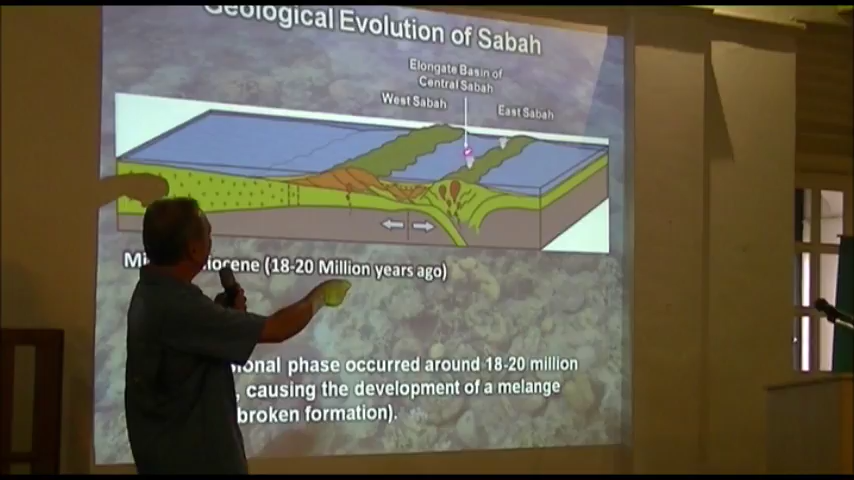 Geological Evolution of Sabah
Elongate Basin of
Central Sabah
West Sabah
East Sabah
(18-20 Million years ago)
phase occurred around 18-20 million
, causing the development of a melange
broken formation).